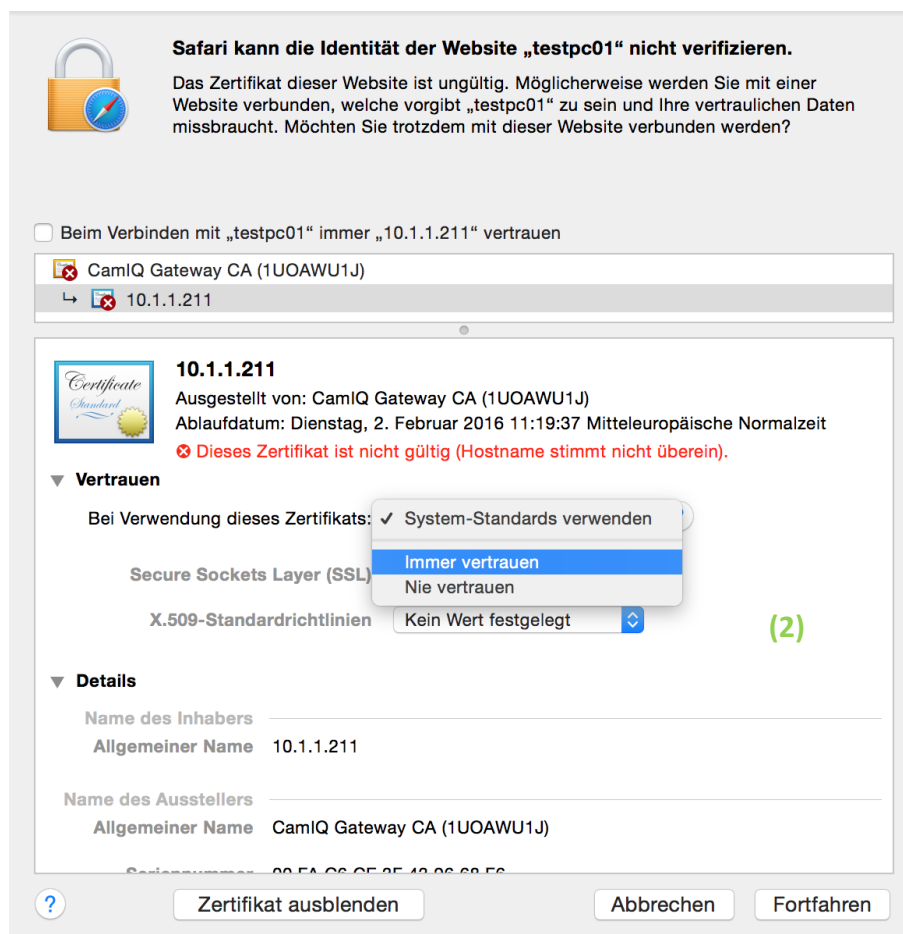 Safari kann die Identität der Website „testpc01“ nicht verifizieren.
Das Zertifikat dieser Website ist ungültig. Möglicherweise werden Sie mit einer
Website verbunden, welche vorgibt „testpc01“ zu sein und Ihre vertraulichen Daten
missbraucht. Möchten Sie trotzdem mit dieser Website verbunden werden?
Beim Verbinden mit „testpc01“ immer „10.1.1.211“ vertrauen
CamIQ Gateway CA (1UOAWU1J)
10.1.1.211
Certificate
Standard
10.1.1.211
Ausgestellt von: CamIQ Gateway CA (1UOAWU1J)
Ablaufdatum: Dienstag, 2. Februar 2016 11:19:37 Mitteleuropäische Normalzeit
Dieses Zertifikat ist nicht gültig (Hostname stimmt nicht überein).
Vertrauen
Bei Verwendung dieses Zertifikats: ✓ System-Standards verwenden
Immer vertrauen
Secure Sockets Layer (SSL)
Nie vertrauen
X.509-Standardrichtlinien Kein Wert festgelegt
(2)
Details
Name des Inhabers
Allgemeiner Name 10.1.1.211
Name des Ausstellers
Allgemeiner Name CamIQ Gateway CA (1UOAWU1J)
Seriennummer
? Zertifikat ausblenden Abbrechen Fortfahren